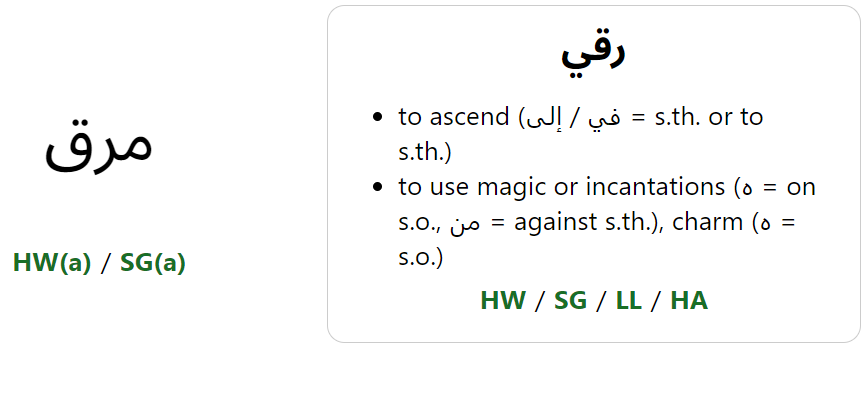 مرق
HW(a) / SG(a)
رقي
• to ascend (في / إلى = s.th. or to
s.th.)
• to use magic or incantations (ه = on
s.o., من = against s.th.), charm (ه =
s.o.)
HW / SG / LL / HA